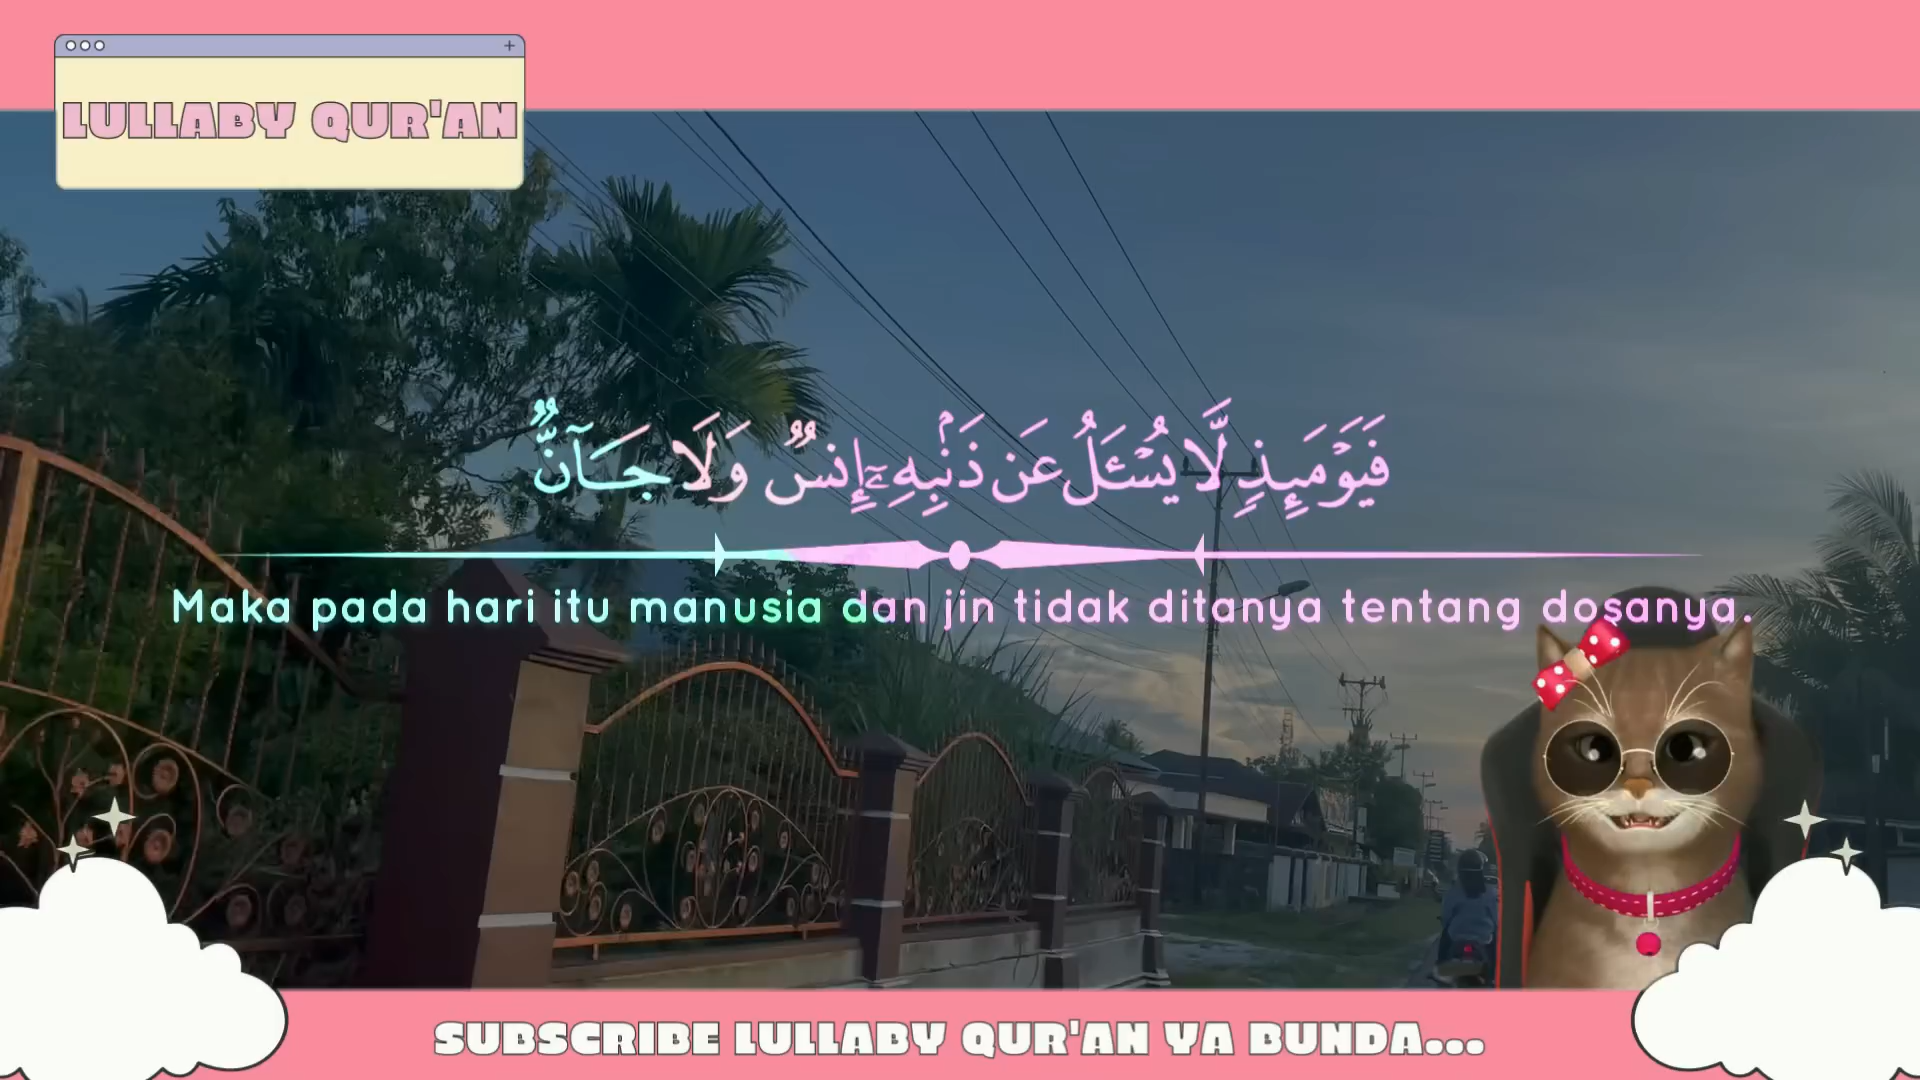 LULLABY QUR'AN
فَيَوْمَئِذٍ لَّا يُسْـَٔلُ عَن ذَنۢبِهِۦٓ إِنسٌ وَلَا جَآنٌّ
Maka pada hari itu manusia dan jin tidak ditanya tentang dosanya.
SUBSCRIBE LULLABY QUR'AN YA BUNDA...